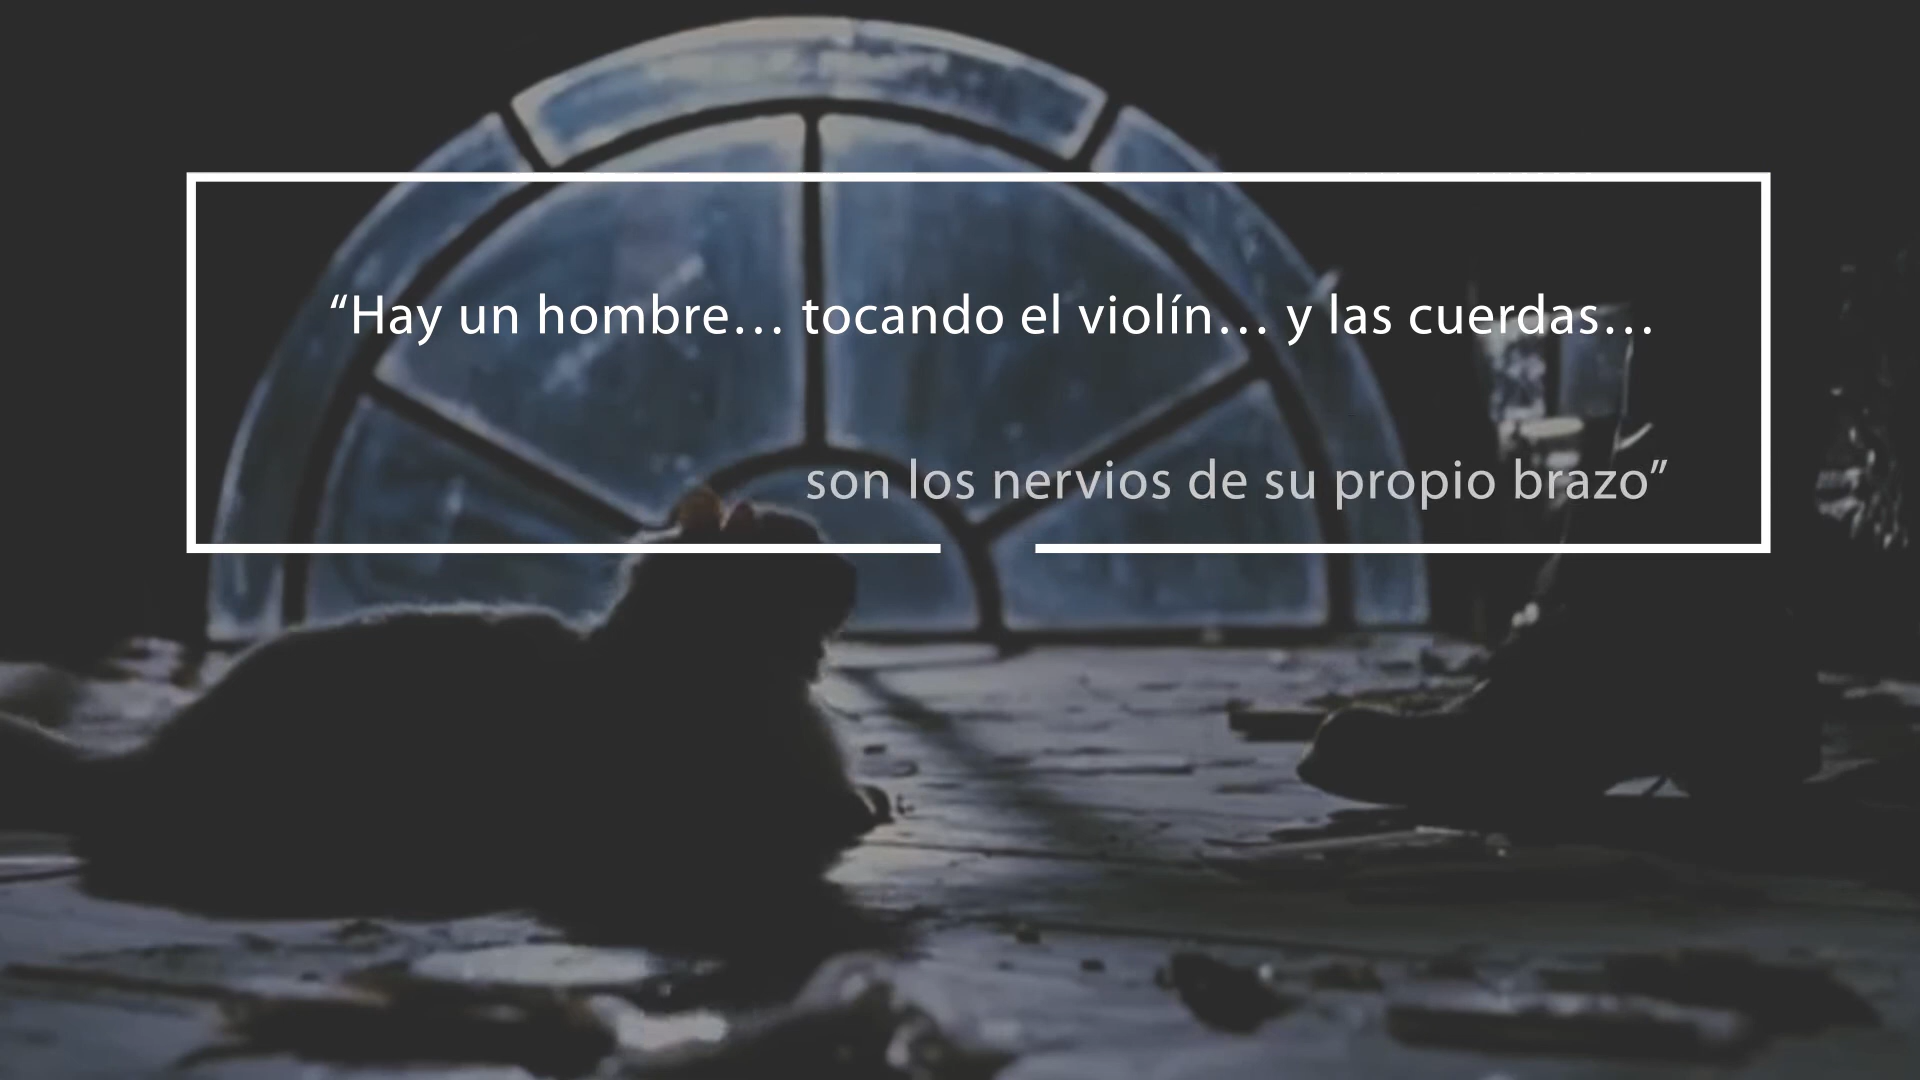 “Hay un hombre… tocando el violín… y las cuerdas…
son los nervios de su propio brazo”